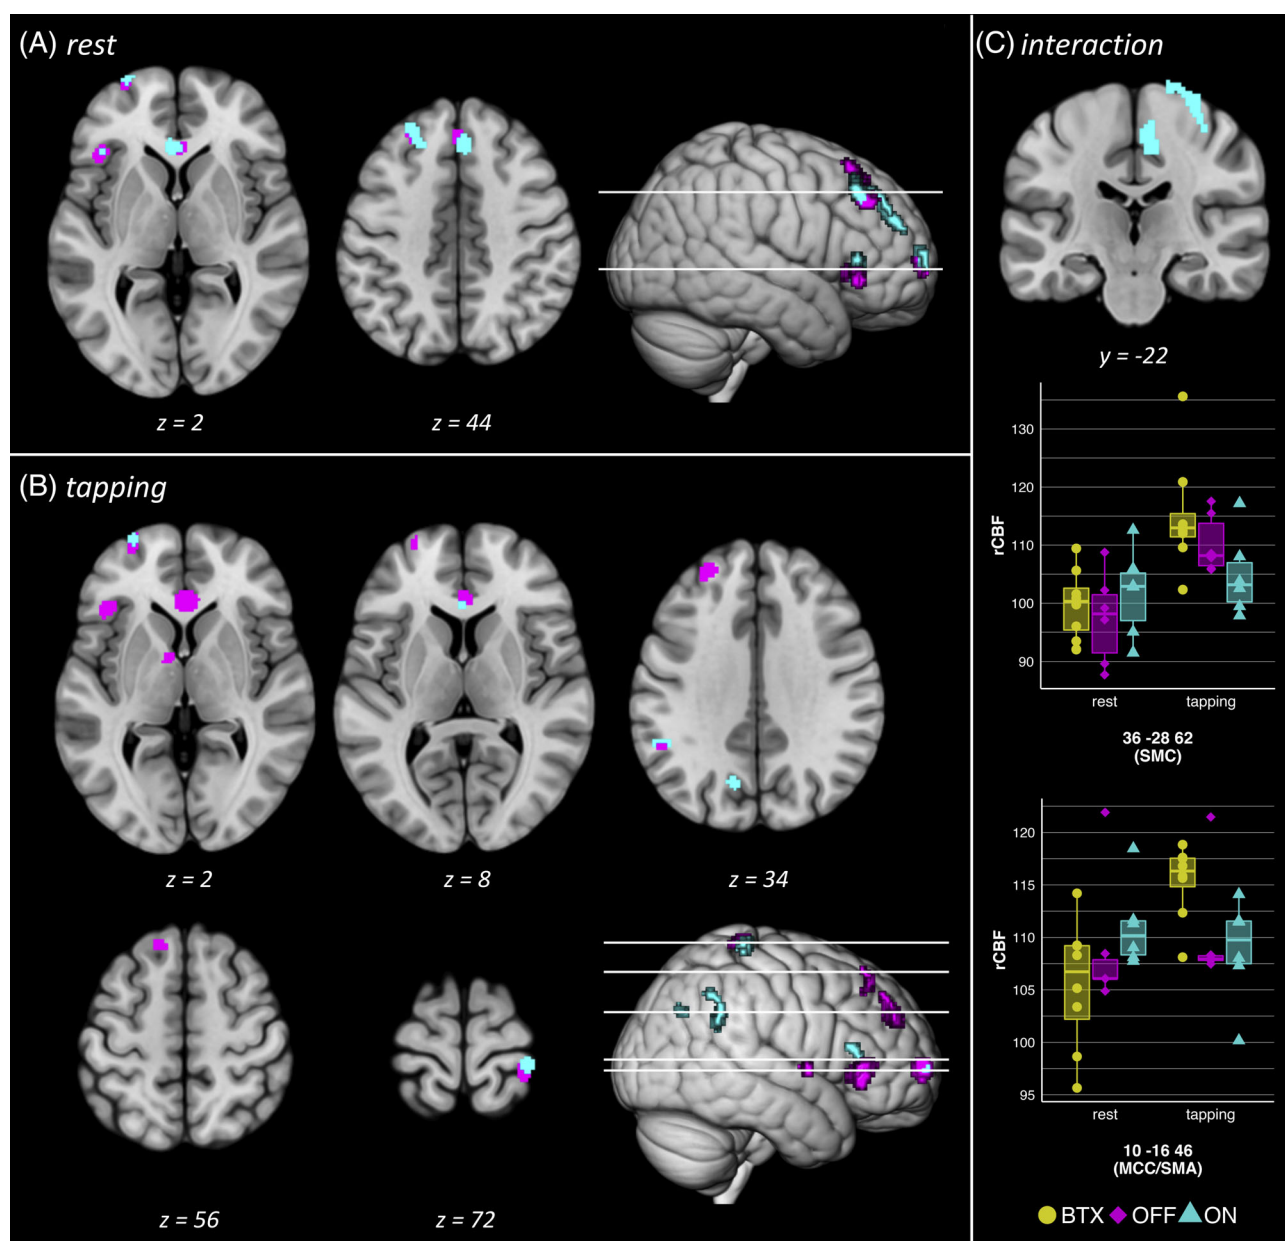 (A) rest
z = 2
z = 44
(B) tapping
z = 2
z = 8
z = 34
z = 56
z = 72
(C) interaction
y = -22
rCBF
130
120
110
100
90
rest
tapping
36 -28 62
(SMC)
rCBF
120
115
110
105
100
95
rest
tapping
10 -16 46
(MCC/SMA)
BTX OFF ON